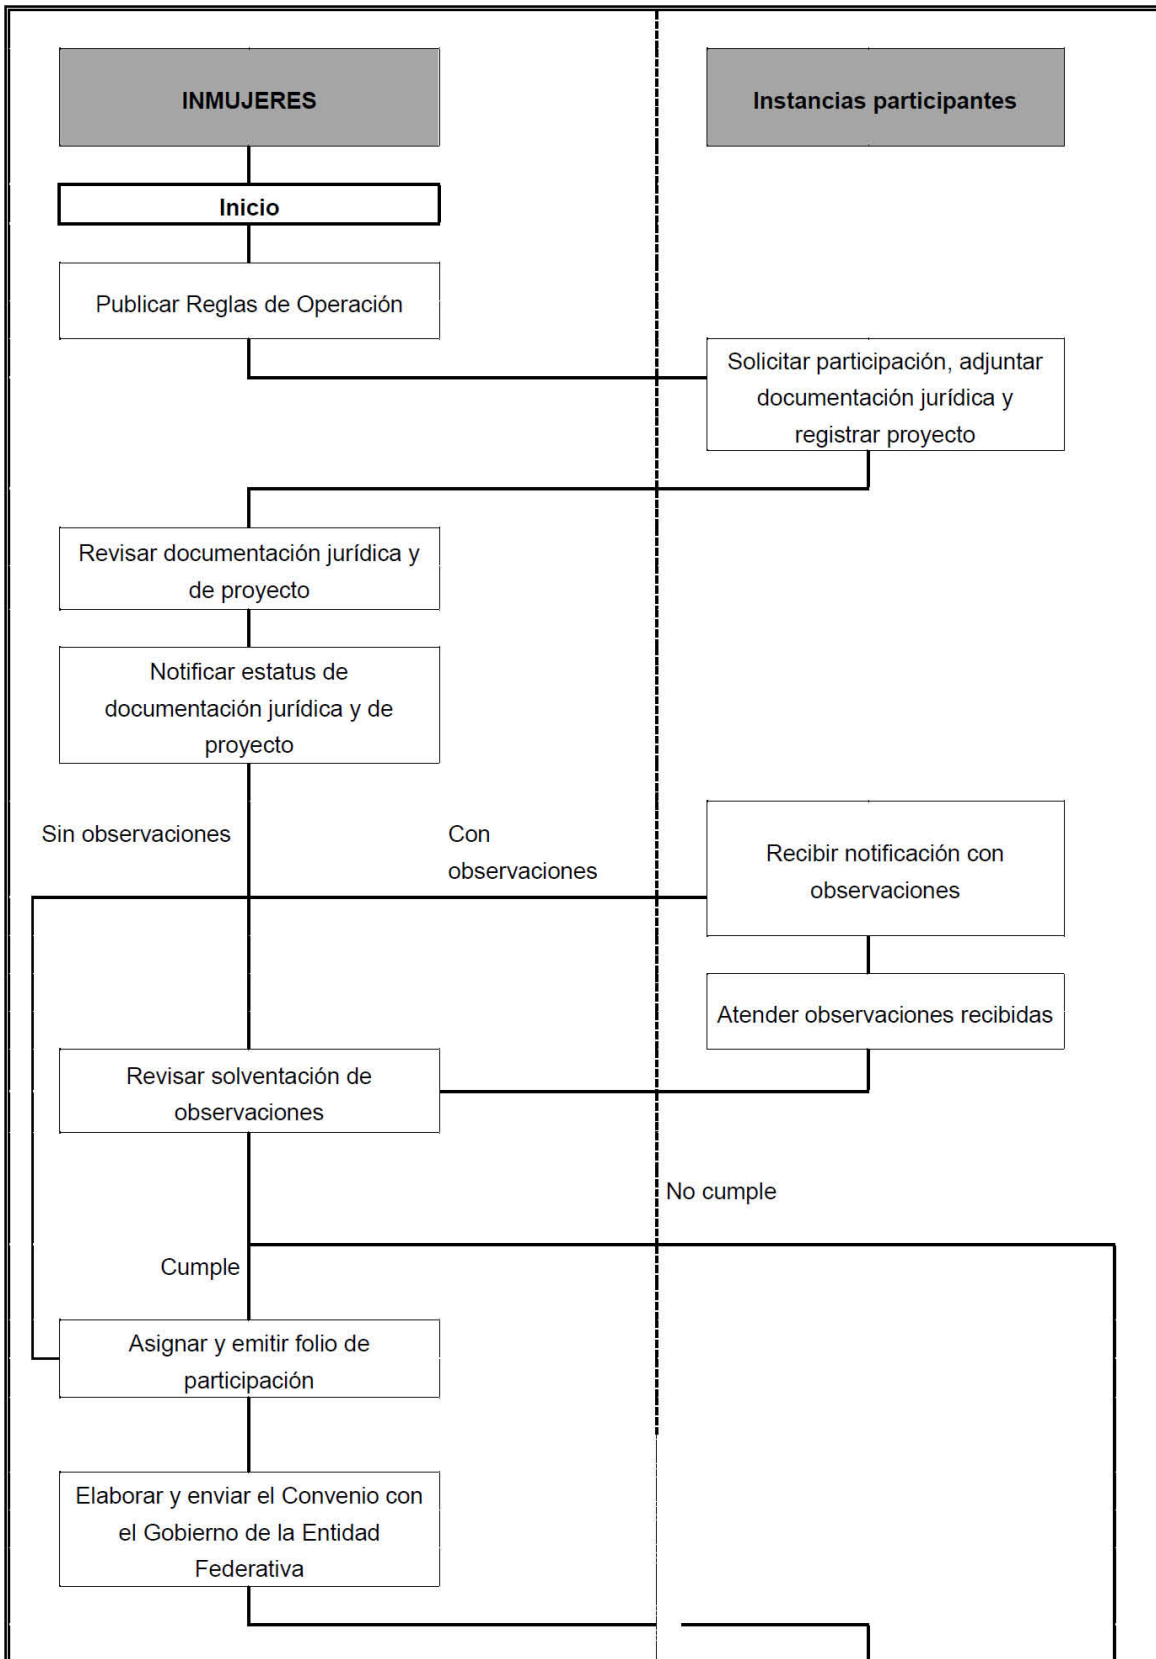 INMUJERES
Instancias participantes
Inicio
Publicar Reglas de Operación
Solicitar participación, adjuntar
documentación jurídica y
registrar proyecto
Revisar documentación jurídica y
de proyecto
Notificar estatus de
documentación jurídica y de
proyecto
Sin observaciones
Con
observaciones
Recibir notificación con
observaciones
Atender observaciones recibidas
Revisar solventación de
observaciones
No cumple
Cumple
Asignar y emitir folio de
participación
Elaborar y enviar el Convenio con
el Gobierno de la Entidad
Federativa